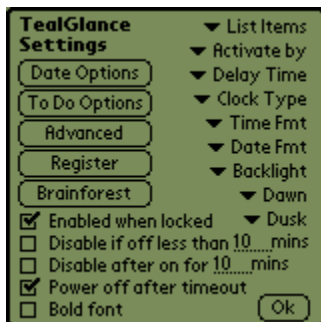 TealGlance
Settings
Date Options
To Do Options
Advanced
Register
Brainforest
List Items
Activate by
Delay Time
Clock Type
Time Fmt
Date Fmt
Backlight
Dawn
Dusk
Enabled when locked
Disable if off less than 10 mins
Disable after on for 10 mins
Power off after timeout
Bold font
Ok